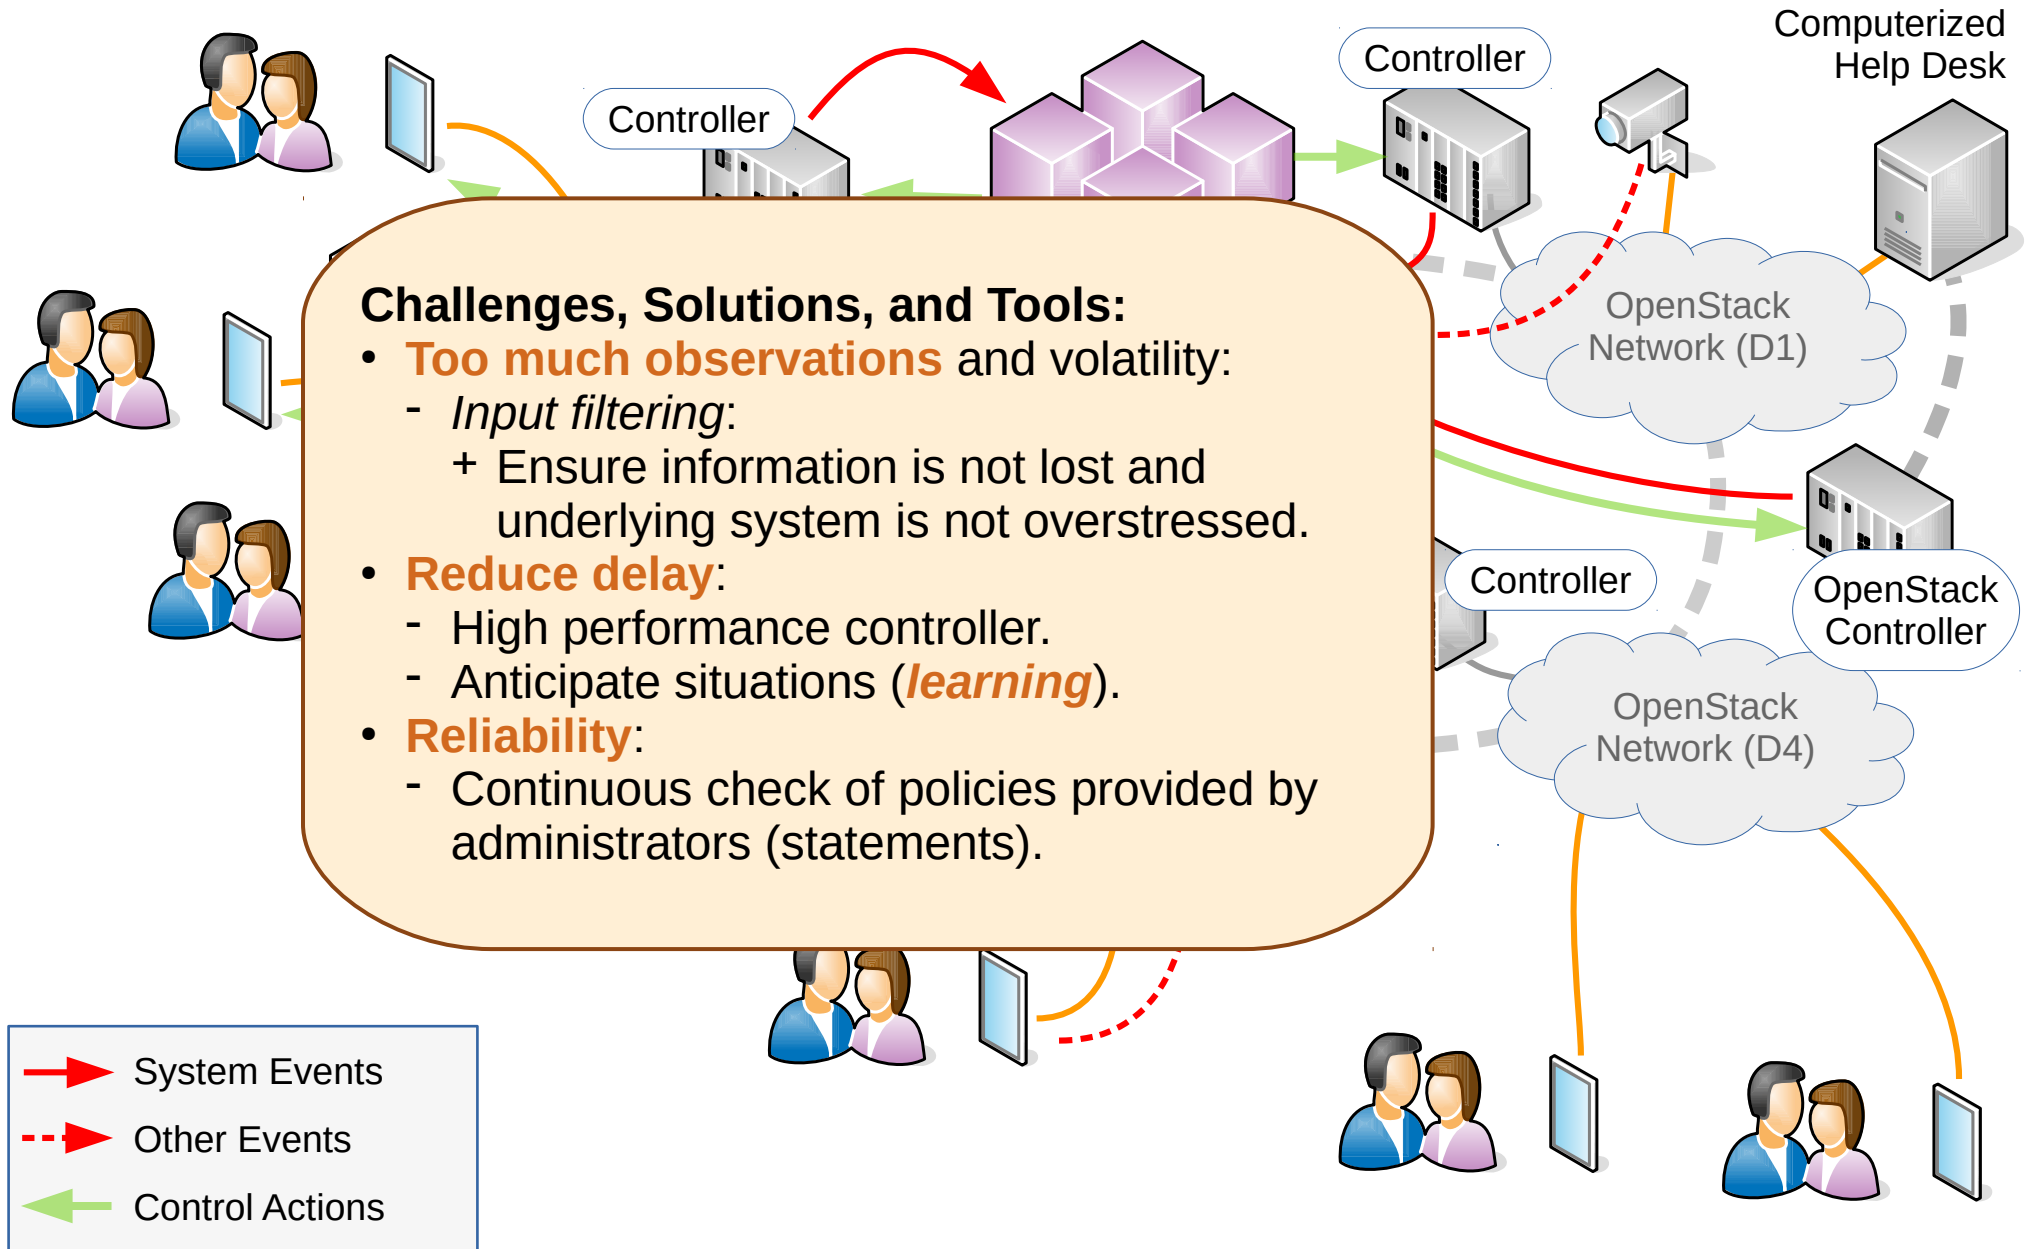 Computerized
Help Desk
Controller
Controller
OpenStack
Network (D1)
Challenges, Solutions, and Tools:
• Too much observations and volatility:
- Input filtering:
+ Ensure information is not lost and
underlying system is not overstressed.
• Reduce delay:
- High performance controller.
- Anticipate situations (learning).
• Reliability:
- Continuous check of policies provided by
administrators (statements).
Controller
OpenStack
Controller
OpenStack
Network (D4)
System Events
Other Events
Control Actions